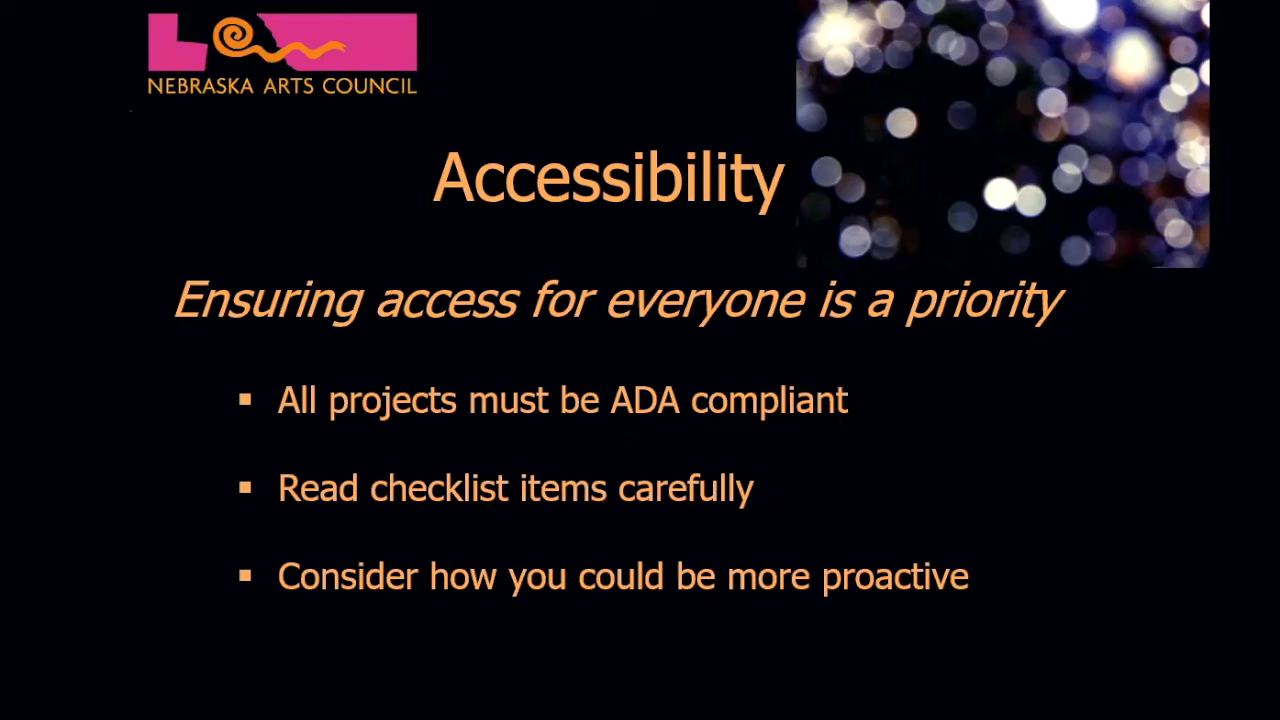 NEBRASKA ARTS COUNCIL
Accessibility
Ensuring access for everyone is a priority
▪ All projects must be ADA compliant
▪ Read checklist items carefully
▪ Consider how you could be more proactive